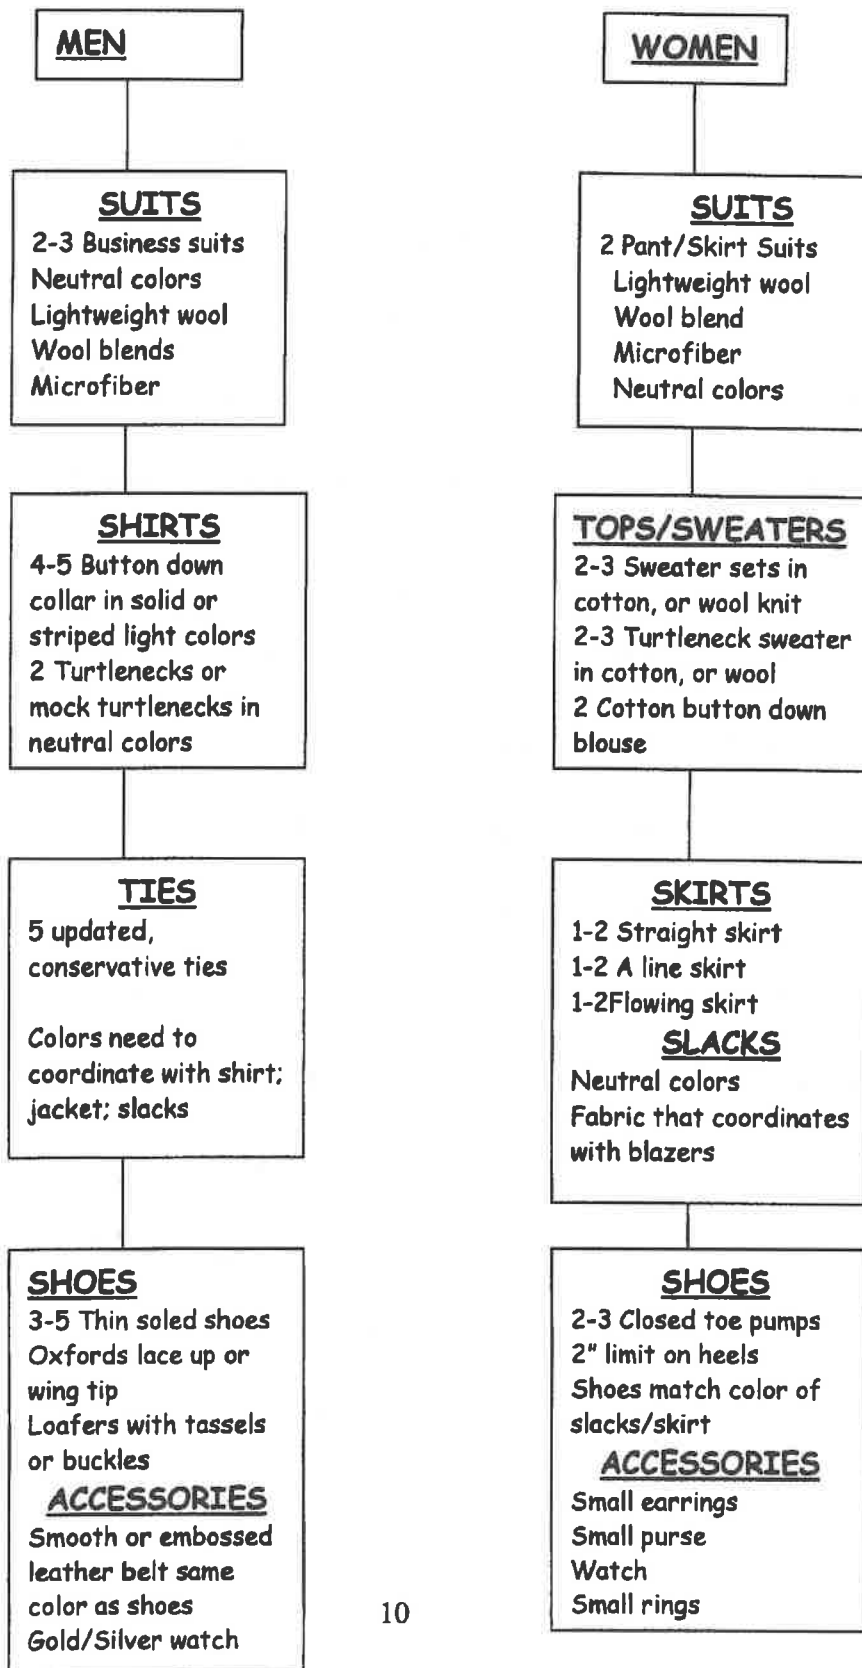 MEN
SUITS
2-3 Business suits
Neutral colors
Lightweight wool
Wool blends
Microfiber
SHIRTS
4-5 Button down
collar in solid or
striped light colors
2 Turtlenecks or
mock turtlenecks in
neutral colors
TIES
5 updated,
conservative ties
Colors need to
coordinate with shirt;
jacket; slacks
SHOES
3-5 Thin soled shoes
Oxfords lace up or
wing tip
Loafers with tassels
or buckles
ACCESSORIES
Smooth or embossed
leather belt same
color as shoes
Gold/Silver watch
WOMEN
SUITS
2 Pant/Skirt Suits
Lightweight wool
Wool blend
Microfiber
Neutral colors
TOPS/SWEATERS
2-3 Sweater sets in
cotton, or wool knit
2-3 Turtleneck sweater
in cotton, or wool
2 Cotton button down
blouse
SKIRTS
1-2 Straight skirt
1-2 A line skirt
1-2Flowing skirt
SLACKS
Neutral colors
Fabric that coordinates
with blazers
SHOES
2-3 Closed toe pumps
2" limit on heels
Shoes match color of
slacks/skirt
ACCESSORIES
Small earrings
Small purse
Watch
Small rings
10